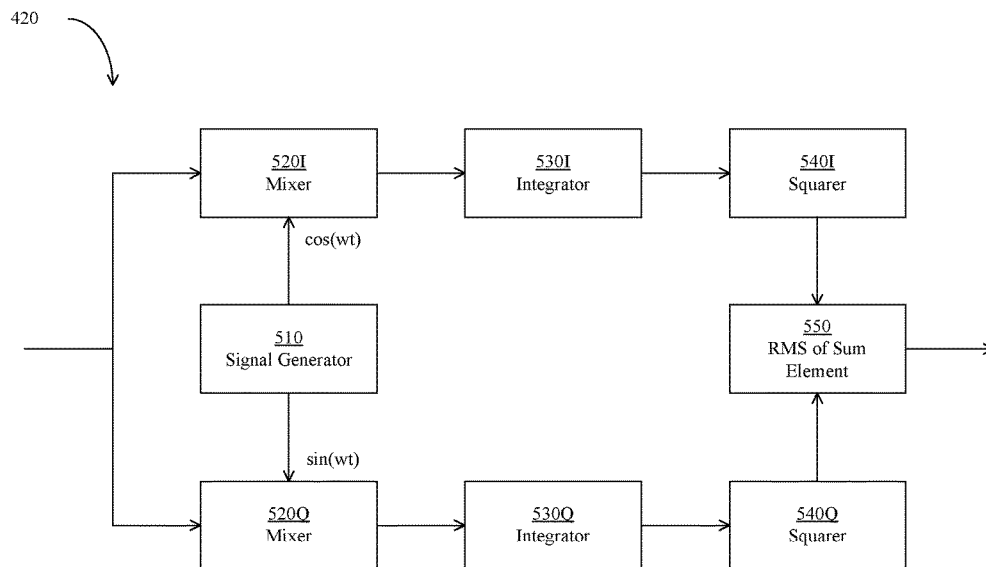 420
520I
Mixer
530I
Integrator
540I
Squarer
cos(wt)
510
Signal Generator
550
RMS of Sum
Element
sin(wt)
520Q
Mixer
530Q
Integrator
540Q
Squarer